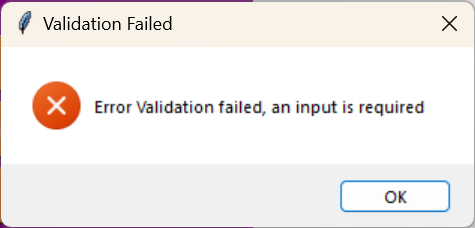 Validation Failed
Error Validation failed, an input is required
OK